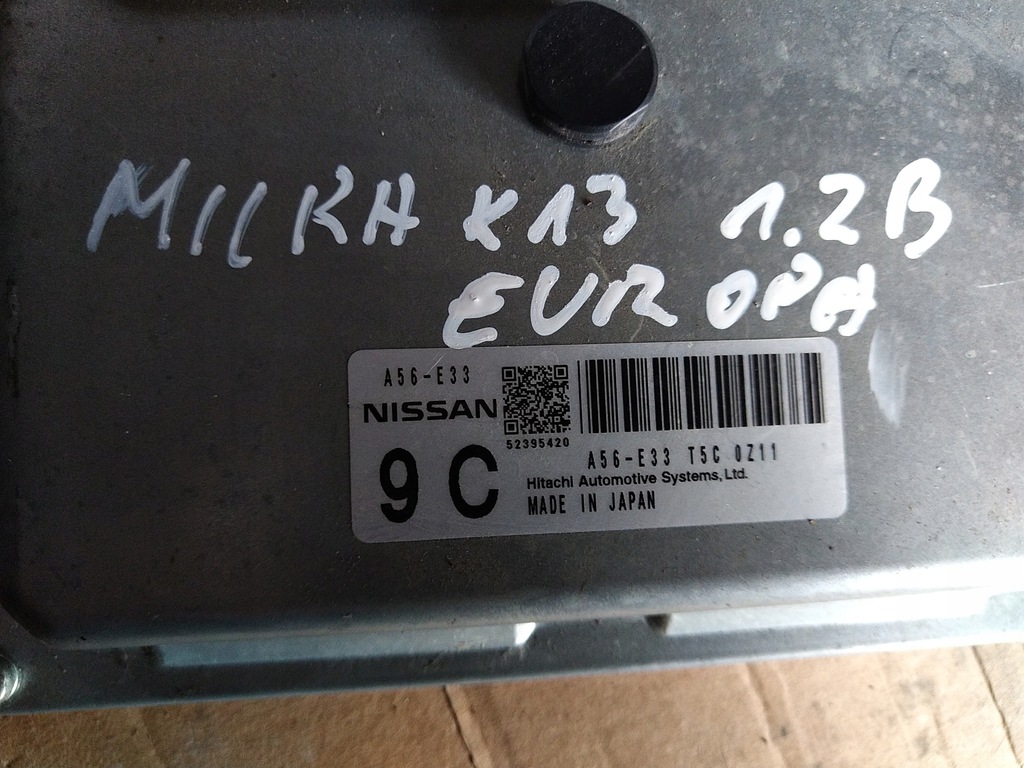 MICRA K13 1.2B
EUROPA
A56-E33
NISSAN
52395420
9 C
A56-E33 T5C 0Z11
Hitachi Automotive Systems, Ltd.
MADE IN JAPAN